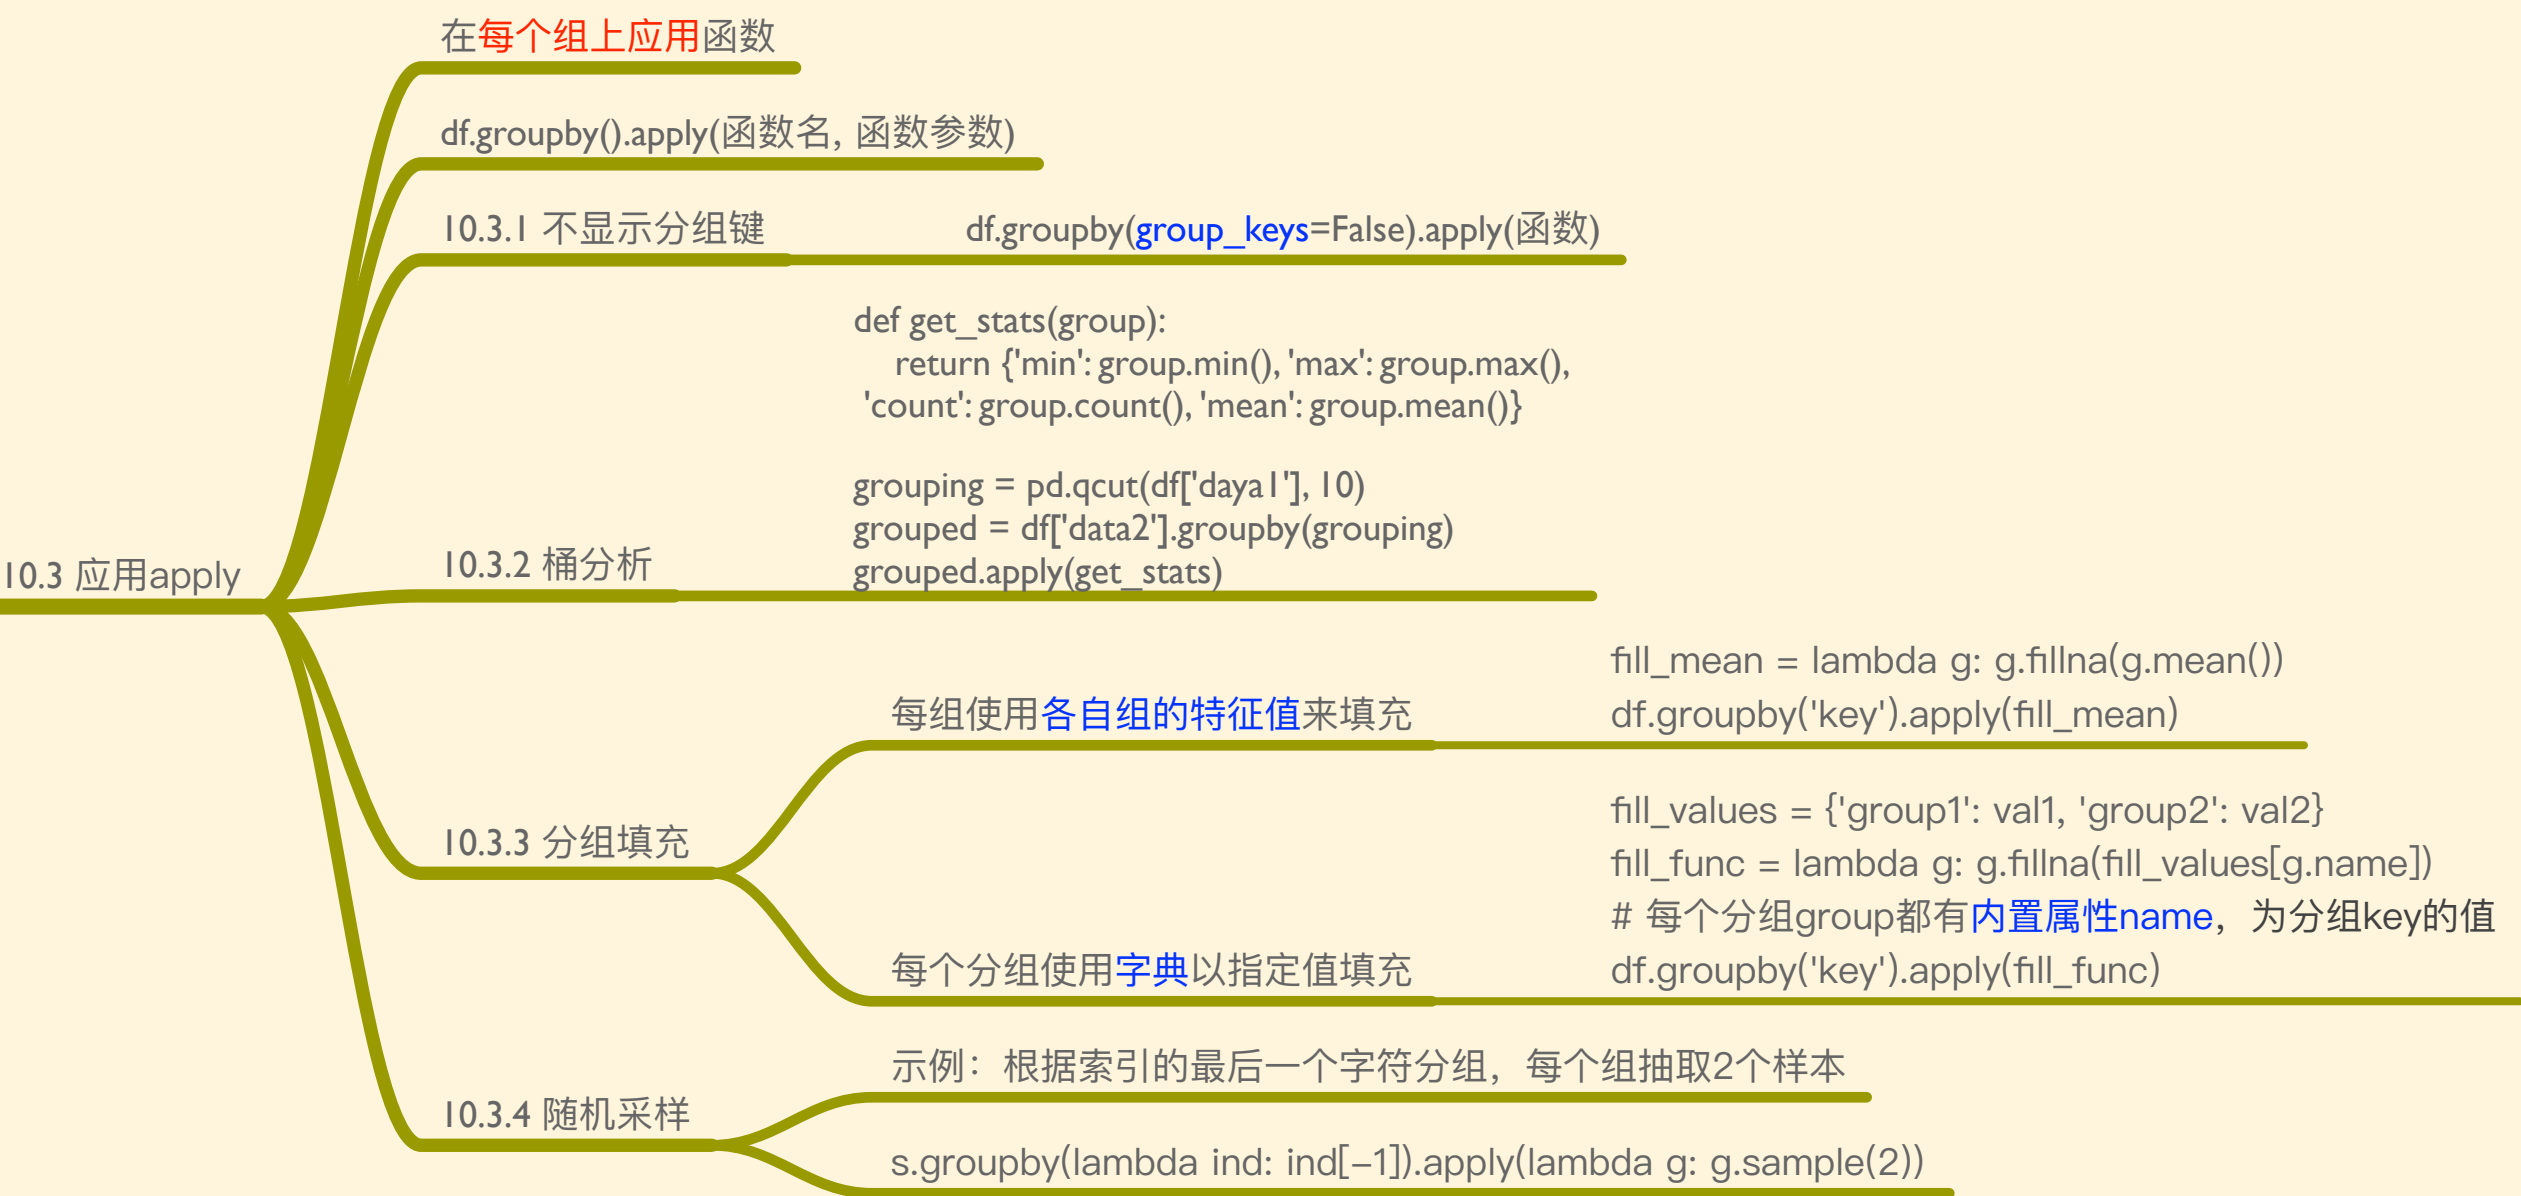 在每个组上应用函数
df.groupby().apply(函数名, 函数参数)
10.3.1 不显示分组键
df.groupby(group_keys=False).apply(函数)
def get_stats(group):
return {'min': group.min(), 'max': group.max(),
'count': group.count(), 'mean': group.mean()}
grouping = pd.qcut(df['daya1'], 10)
grouped = df['data2'].groupby(grouping)
grouped.apply(get_stats)
10.3.2 桶分析
10.3 应用apply
fill_mean = lambda g: g.fillna(g.mean())
df.groupby('key').apply(fill_mean)
每组使用各自组的特征值来填充
10.3.3 分组填充
fill_values = {'group1': val1, 'group2': val2}
fill_func = lambda g: g.fillna(fill_values[g.name])
# 每个分组group都有内置属性name，为分组key的值
df.groupby('key').apply(fill_func)
每个分组使用字典以指定值填充
示例：根据索引的最后一个字符分组，每个组抽取2个样本
10.3.4 随机采样
s.groupby(lambda ind: ind[-1]).apply(lambda g: g.sample(2))